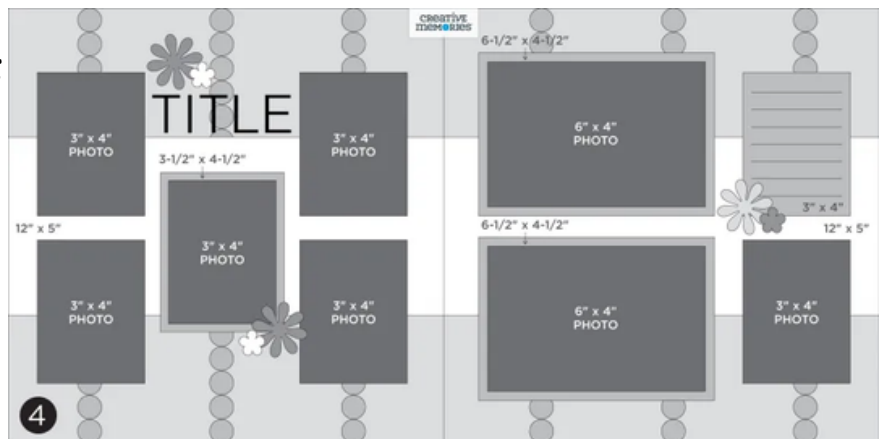 CREATIVE
MEMORIES
TITLE
3" x 4"
PHOTO
3" x 4"
PHOTO
3-1/2" x 4-1/2"
3" x 4"
PHOTO
12" x 5"
3" x 4"
PHOTO
3" x 4"
PHOTO
4
6-1/2" x 4-1/2"
6" x 4"
PHOTO
3" x 4"
6-1/2" x 4-1/2"
12" x 5"
6" x 4"
PHOTO
3" x 4"
PHOTO